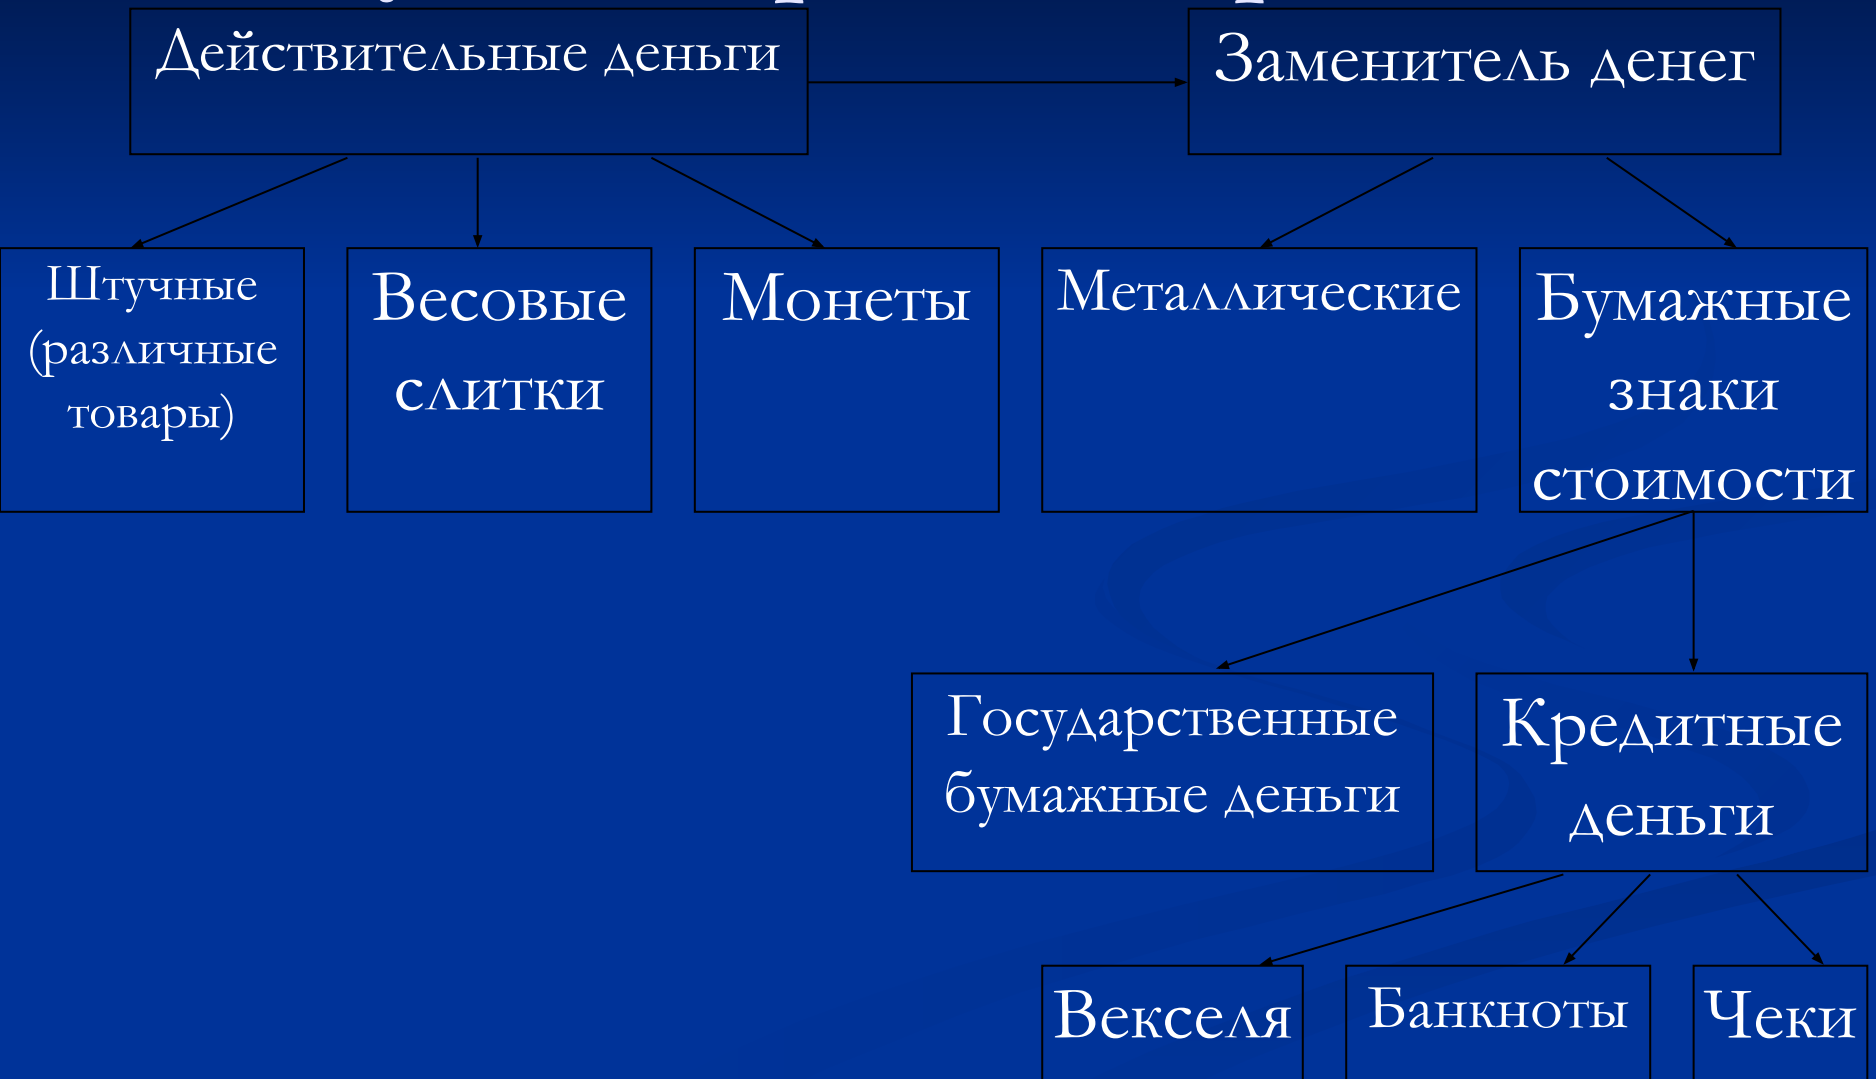 Действительные деньги
Заменитель денег
Штучные
(различные
товары)
Весовые
слитки
Монеты
Металлические
Бумажные
знаки
стоимости
Государственные
бумажные деньги
Кредитные
деньги
Векселя
Банкноты
Чеки